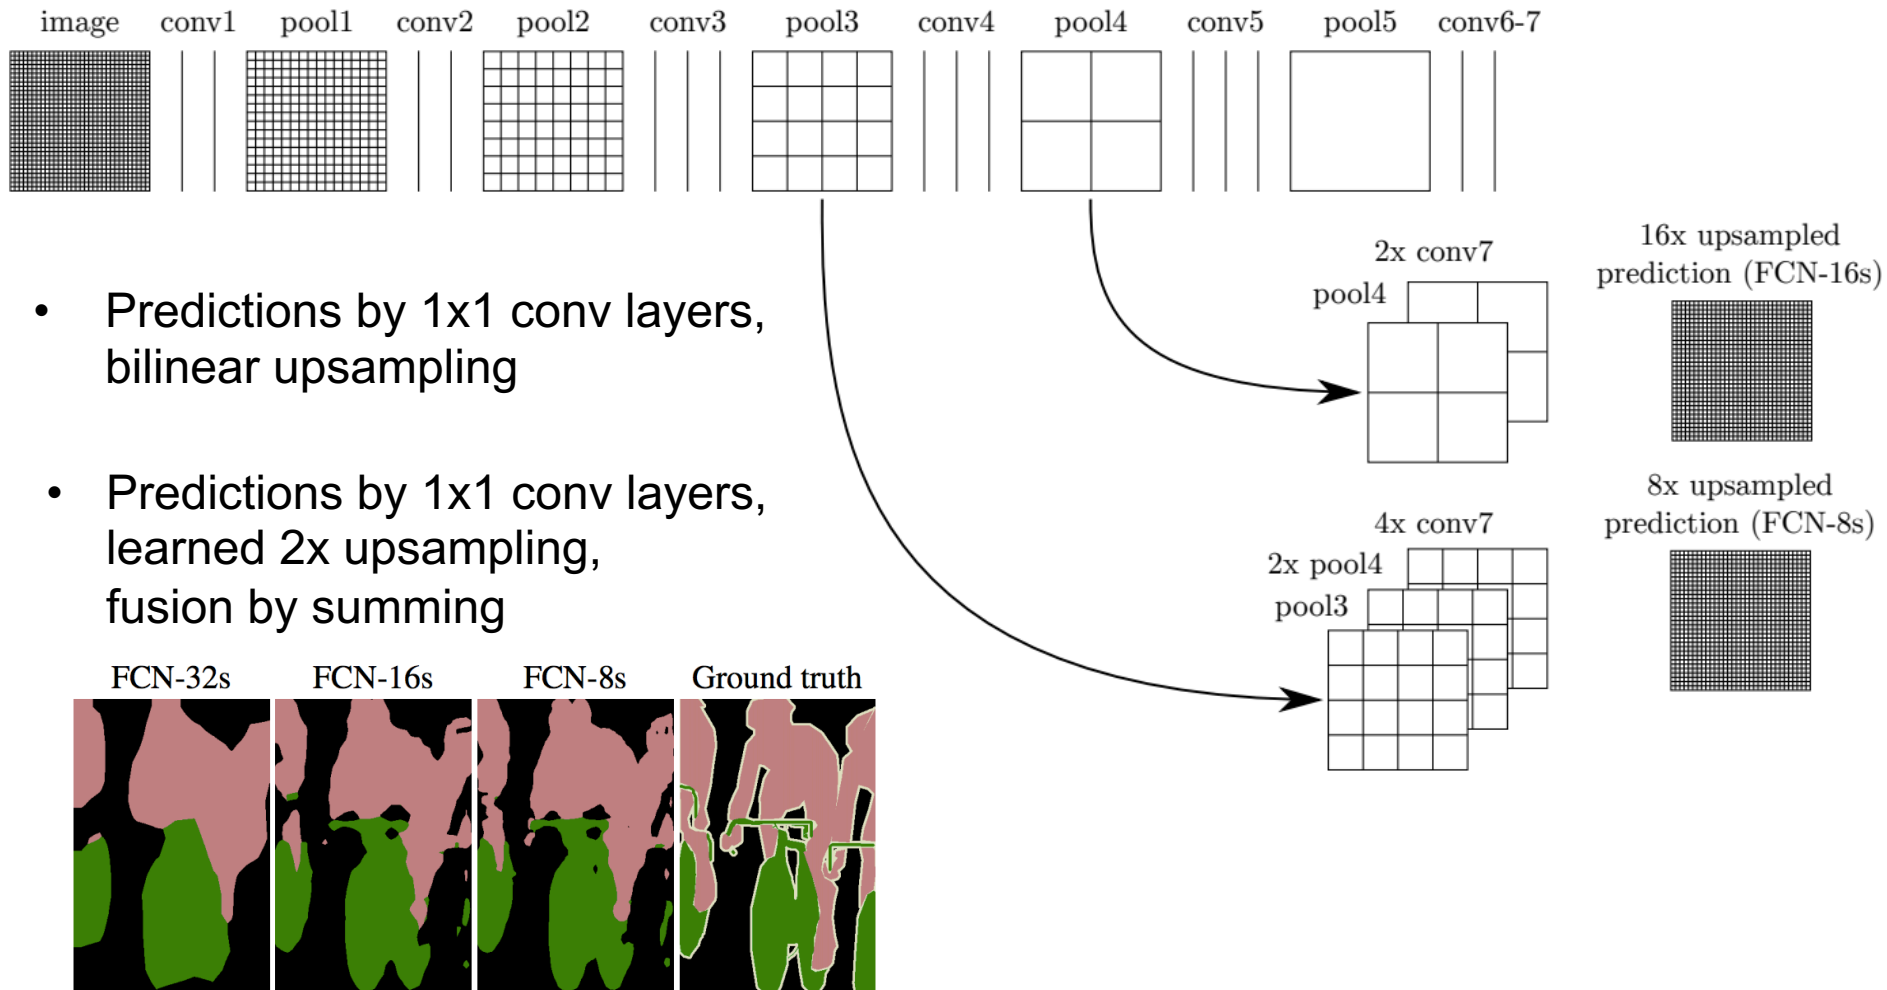 image conv1 pool1 conv2 pool2 conv3 pool3 conv4 pool4 conv5 pool5 conv6-7
2x conv7
pool4
16x upsampled
prediction (FCN-16s)
• Predictions by 1x1 conv layers,
bilinear upsampling
• Predictions by 1x1 conv layers,
learned 2x upsampling,
fusion by summing
4x conv7
2x pool4
pool3
8x upsampled
prediction (FCN-8s)
FCN-32s FCN-16s FCN-8s Ground truth